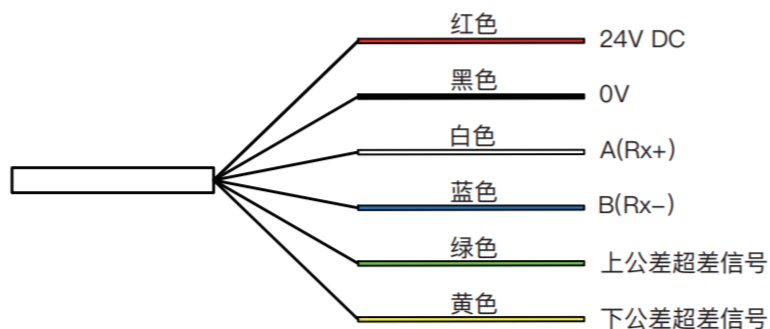 红色 24V DC
黑色 0V
白色 A(Rx+)
蓝色 B(Rx−)
绿色 上公差超差信号
黄色 下公差超差信号